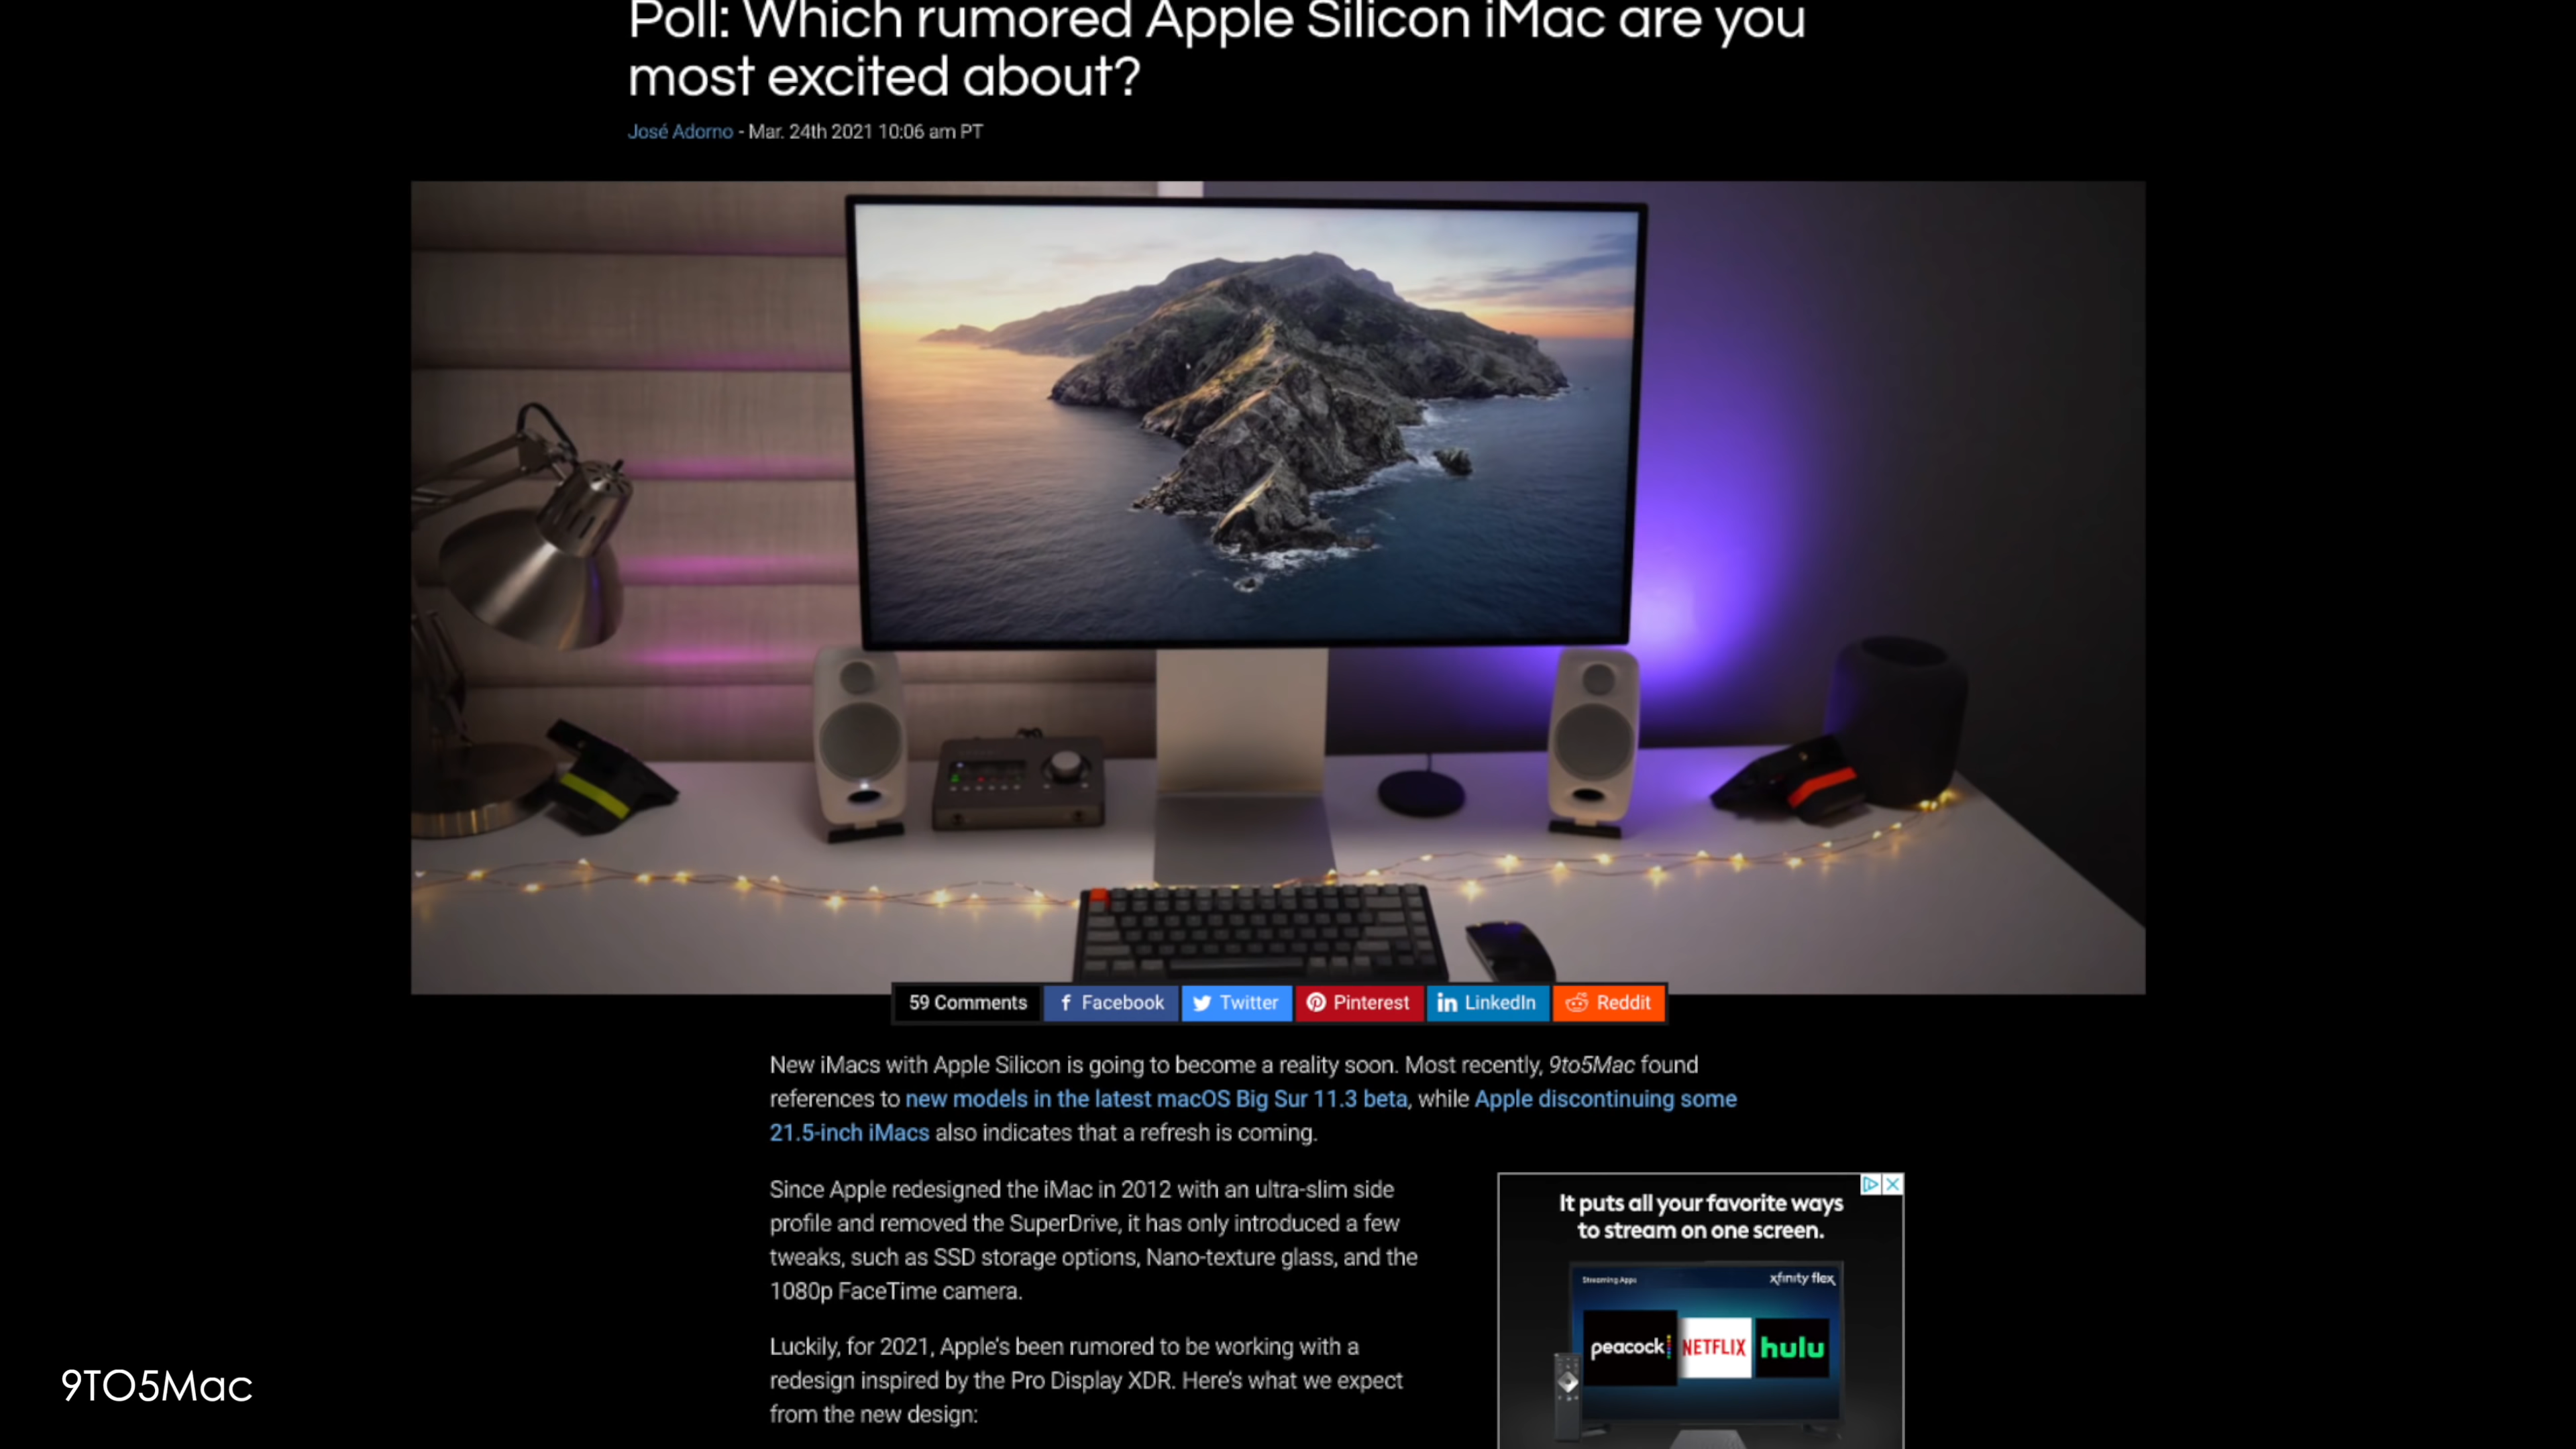 Poll: Which rumored Apple Silicon iMac are you
most excited about?
José Adorno - Mar. 24th 2021 10:06 am PT
59 Comments
Facebook
Twitter
Pinterest
LinkedIn
Reddit
New iMacs with Apple Silicon is going to become a reality soon. Most recently, 9to5Mac found
references to new models in the latest macOS Big Sur 11.3 beta, while Apple discontinuing some
21.5-inch iMacs also indicates that a refresh is coming.
Since Apple redesigned the iMac in 2012 with an ultra-slim side
profile and removed the SuperDrive, it has only introduced a few
tweaks, such as SSD storage options, Nano-texture glass, and the
1080p FaceTime camera.
Luckily, for 2021, Apple's been rumored to be working with a
redesign inspired by the Pro Display XDR. Here's what we expect
from the new design:
It puts all your favorite ways
to stream on one screen.
Streaming Apps
xfinity flex
peacock
NETFLIX
hulu
9TO5Mac